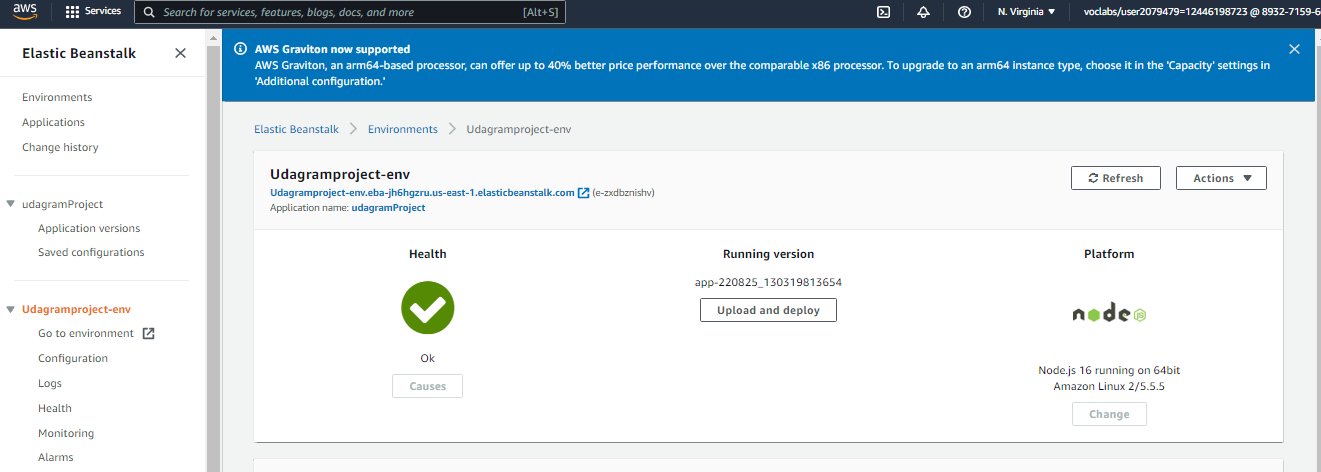 aws
Services
Search for services, features, blogs, docs, and more
[Alt+S]
N. Virginia
voclabs/user2079479=12446198723 @ 8932-7159-6
Elastic Beanstalk
Environments
Applications
Change history
udagramProject
Application versions
Saved configurations
Udagramproject-env
Go to environment
Configuration
Logs
Health
Monitoring
Alarms
AWS Graviton now supported
AWS Graviton, an arm64-based processor, can offer up to 40% better price performance over the comparable x86 processor. To upgrade to an arm64 instance type, choose it in the 'Capacity' settings in
'Additional configuration.'
Elastic Beanstalk
Environments
Udagramproject-env
Udagramproject-env
Udagramproject-env.eba-jh6hgzru.us-east-1.elasticbeanstalk.com (e-zxdbznishv)
Application name: udagramProject
Refresh
Actions
Health
Ok
Causes
Running version
app-220825_130319813654
Upload and deploy
Platform
node JS
Node.js 16 running on 64bit
Amazon Linux 2/5.5.5
Change